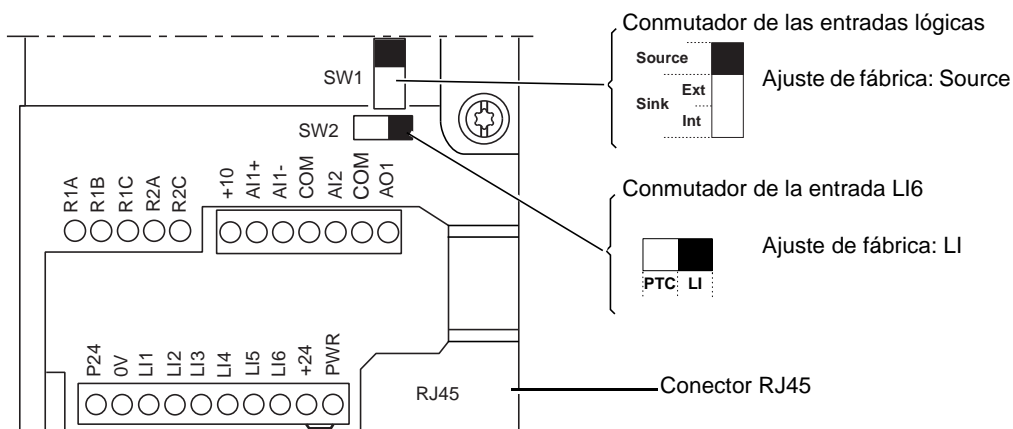 Conmutador de las entradas lógicas
Source
Sink
Ext
Int
Ajuste de fábrica: Source
SW1
SW2
Conmutador de la entrada LI6
Ajuste de fábrica: LI
PTC LI
R1A
R1B
R1C
R2A
R2C
+10
AI1+
AI1-
COM
AI2
COM
AO1
P24
0V
LI1
LI2
LI3
LI4
LI5
LI6
+24
PWR
RJ45
Conector RJ45